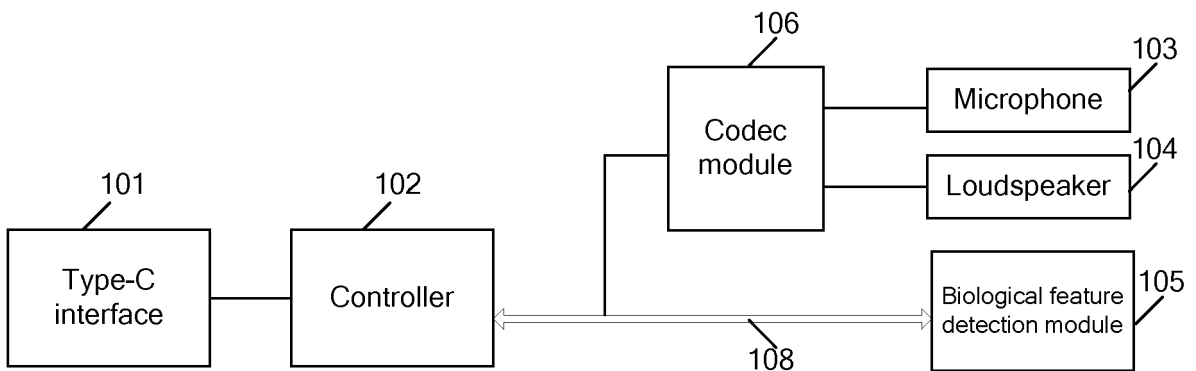 106
103
Microphone
Codec
module
104
Loudspeaker
101
102
Type-C
interface
Controller
Biological feature
detection module
105
108